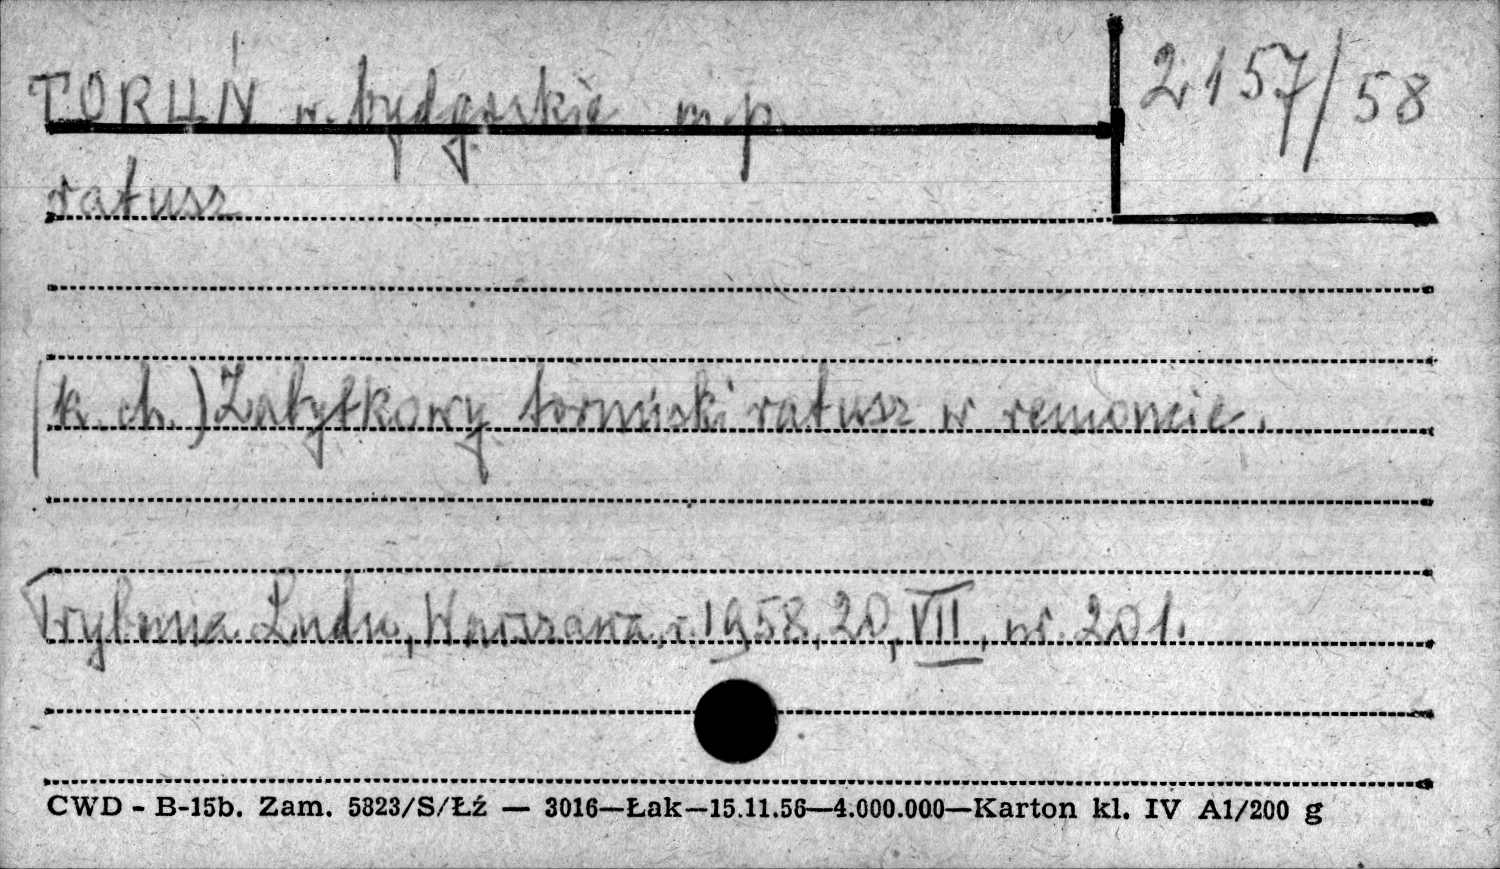 TORUŃ w. bydgoskie m.p. 2157/58
ratusz
(k. ch.) Zabytkowy toruński ratusz w remoncie.
Trybuna Ludu, Warszawa, r. 1958, 20, VII, nr. 201.
CWD - B-15b. Zam. 5823/S/Łź — 3016—Łak—15.11.56—4.000.000—Karton kl. IV A1/200 g